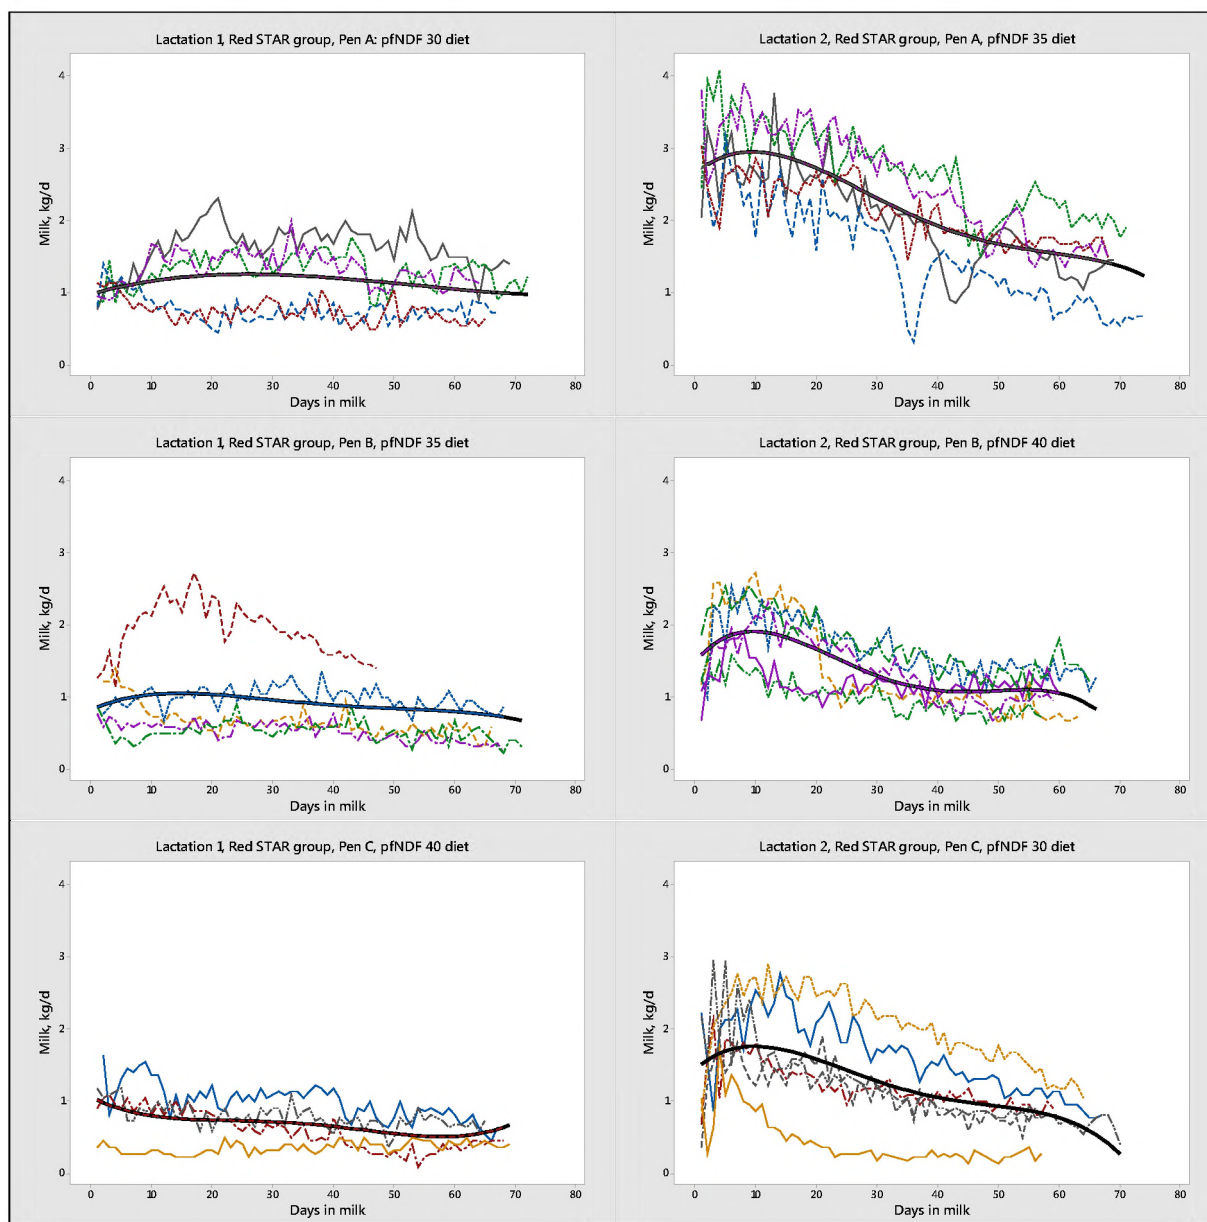 Lactation 1, Red STAR group, Pen A: pfNDF 30 diet
Milk, kg/d
4
3
2
1
0
0 10 20 30 40 50 60 70 80
Days in milk
Lactation 2, Red STAR group, Pen A, pfNDF 35 diet
Milk, kg/d
4
3
2
1
0
0 10 20 30 40 50 60 70 80
Days in milk
Lactation 1, Red STAR group, Pen B, pfNDF 35 diet
Milk, kg/d
4
3
2
1
0
0 10 20 30 40 50 60 70 80
Days in milk
Lactation 2, Red STAR group, Pen B, pfNDF 40 diet
Milk, kg/d
4
3
2
1
0
0 10 20 30 40 50 60 70 80
Days in milk
Lactation 1, Red STAR group, Pen C, pfNDF 40 diet
Milk, kg/d
4
3
2
1
0
0 10 20 30 40 50 60 70 80
Days in milk
Lactation 2, Red STAR group, Pen C, pfNDF 30 diet
Milk, kg/d
4
3
2
1
0
0 10 20 30 40 50 60 70 80
Days in milk